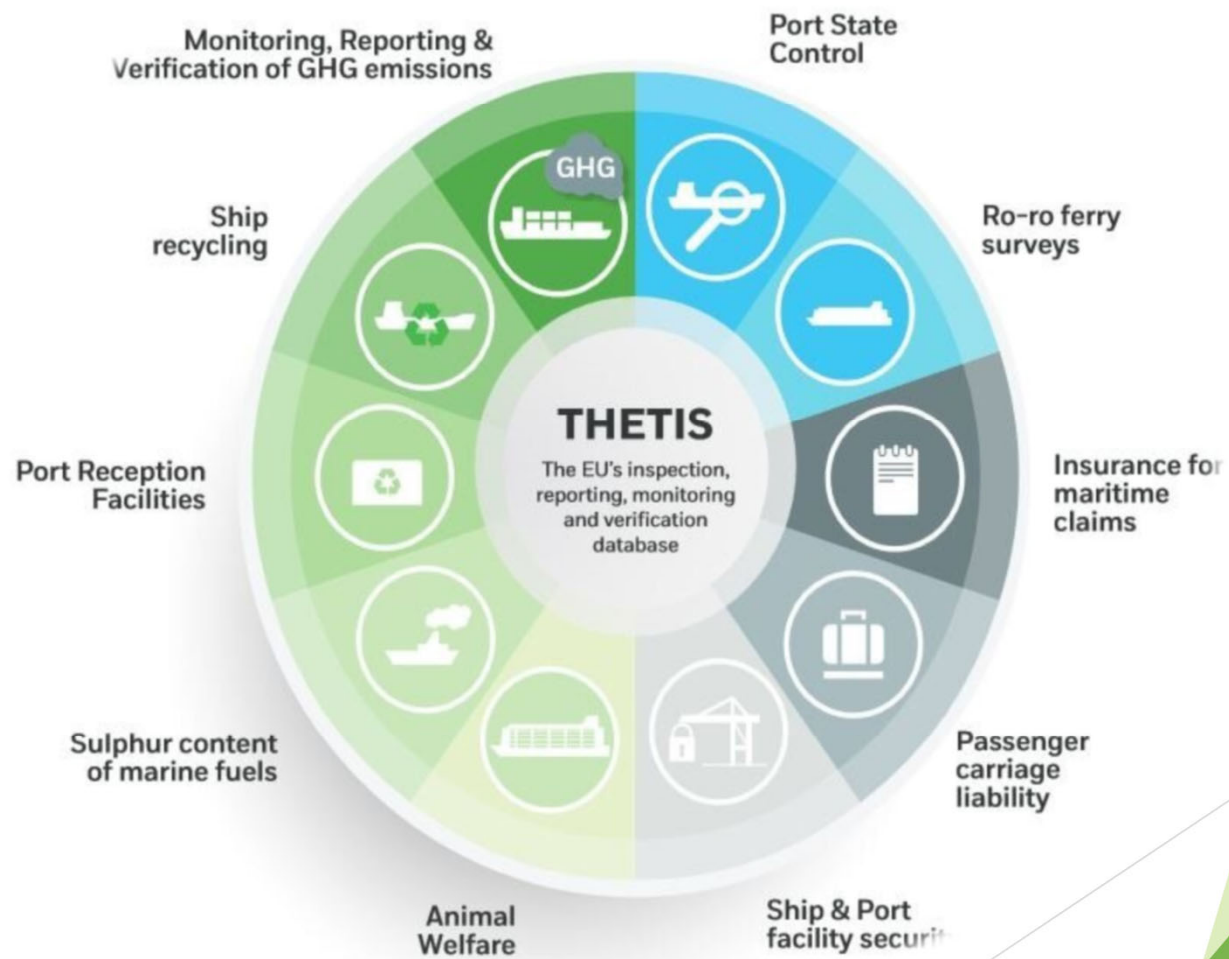 Monitoring, Reporting &
Verification of GHG emissions
Port State
Control
GHG
Ship
recycling
Ro-ro ferry
surveys
THETIS
The EU's inspection,
reporting, monitoring
and verification
database
Port Reception
Facilities
Insurance for
maritime
claims
Sulphur content
of marine fuels
Passenger
carriage
liability
Animal
Welfare
Ship & Port
facility securit